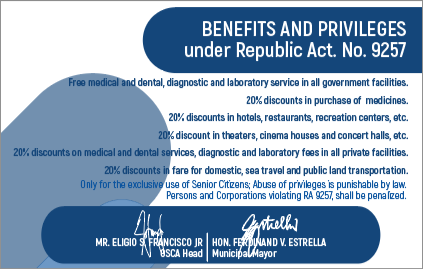 BENEFITS AND PRIVILEGES
under Republic Act. No. 9257
Free medical and dental, diagnostic and laboratory service in all government facilities.
20% discounts in purchase of medicines.
20% discounts in hotels, restaurants, recreation centers, etc.
20% discount in theaters, cinema houses and concert halls, etc.
20% discounts on medical and dental services, diagnostic and laboratory fees in all private facilities.
20% discounts in fare for domestic, sea travel and public land transportation.
Only for the exclusive use of Senior Citizens; Abuse of privileges is punishable by law.
Persons and Corporations violating RA 9257, shall be penalized.
MR. ELIGIO S. FRANCISCO JR HON. FERDINAND V. ESTRELLA
OSCA Head Municipal Mayor